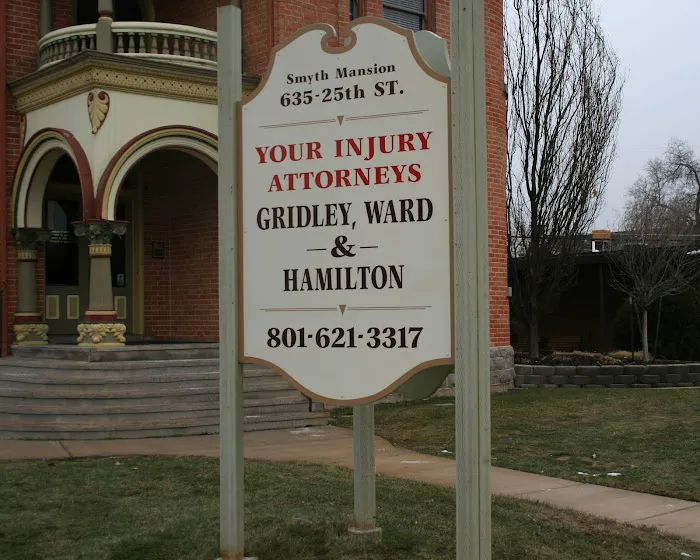 Smyth Mansion
635-25th ST.
YOUR INJURY
ATTORNEYS
GRIDLEY, WARD
-&-
HAMILTON
801-621-3317